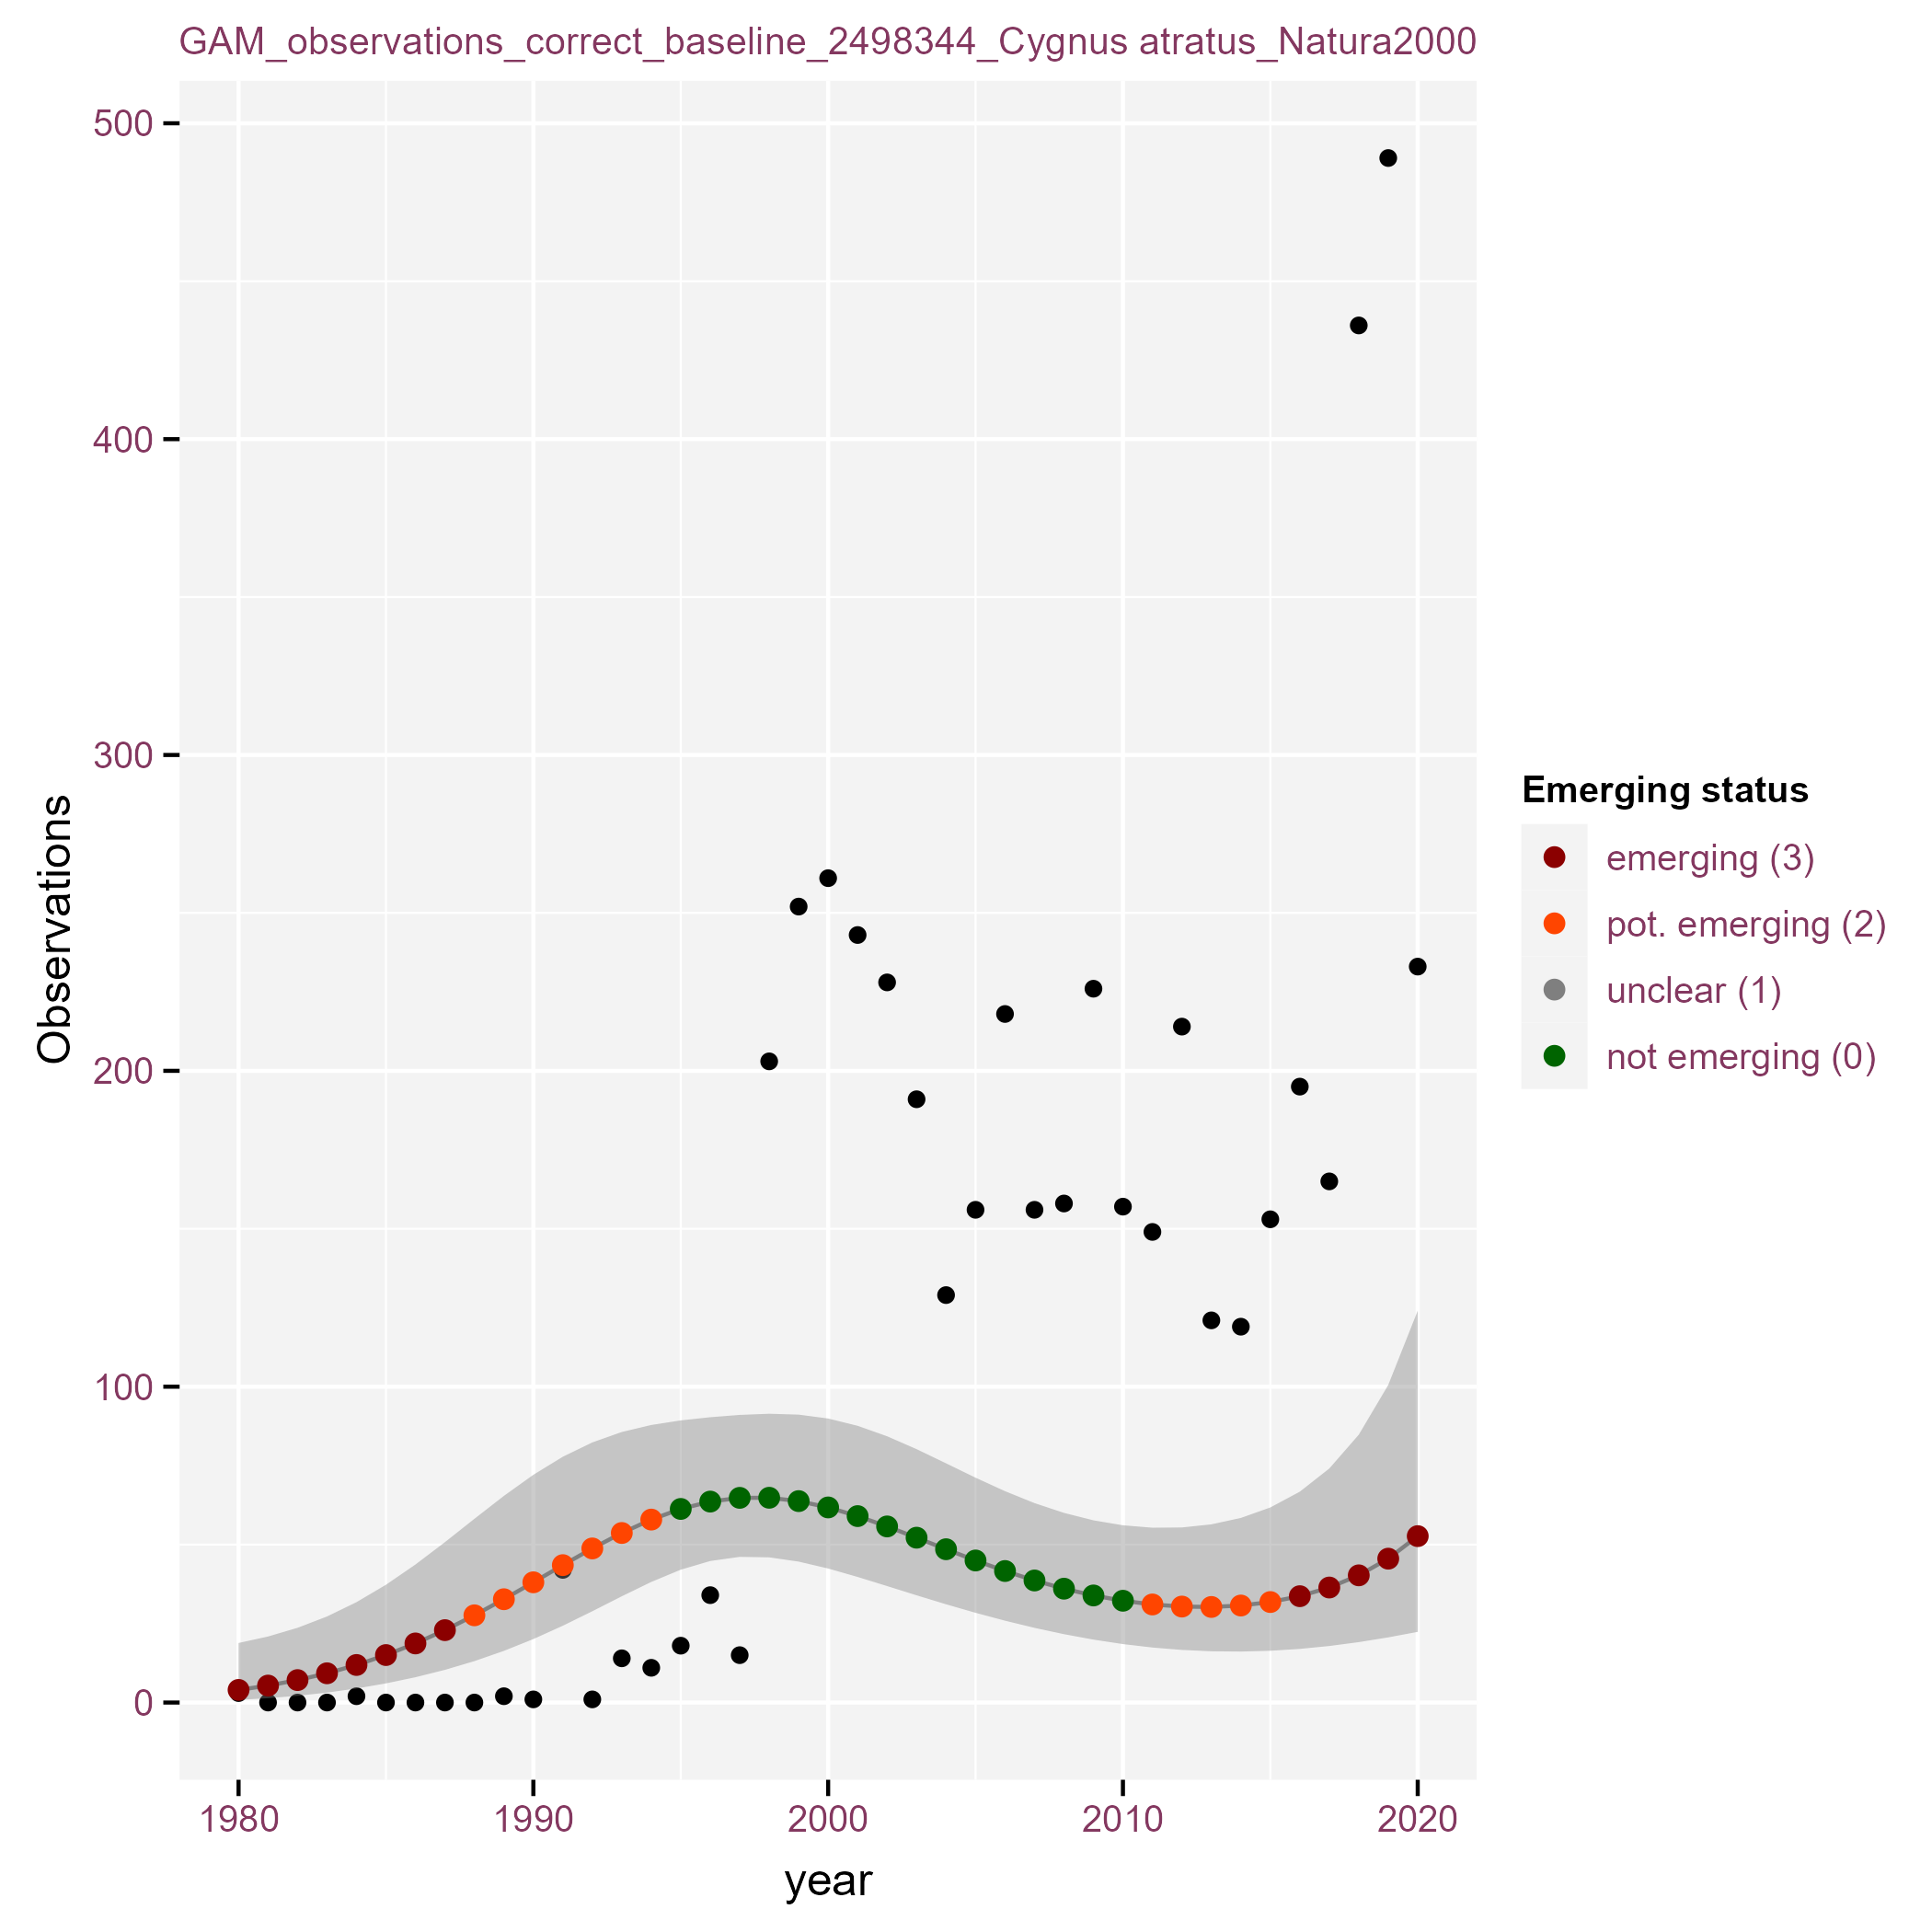 GAM_observations_correct_baseline_2498344_Cygnus atratus_Natura2000
500
400
300
200
100
0
Observations
1980 1990 2000 2010 2020
year
Emerging status
emerging (3)
pot. emerging (2)
unclear (1)
not emerging (0)